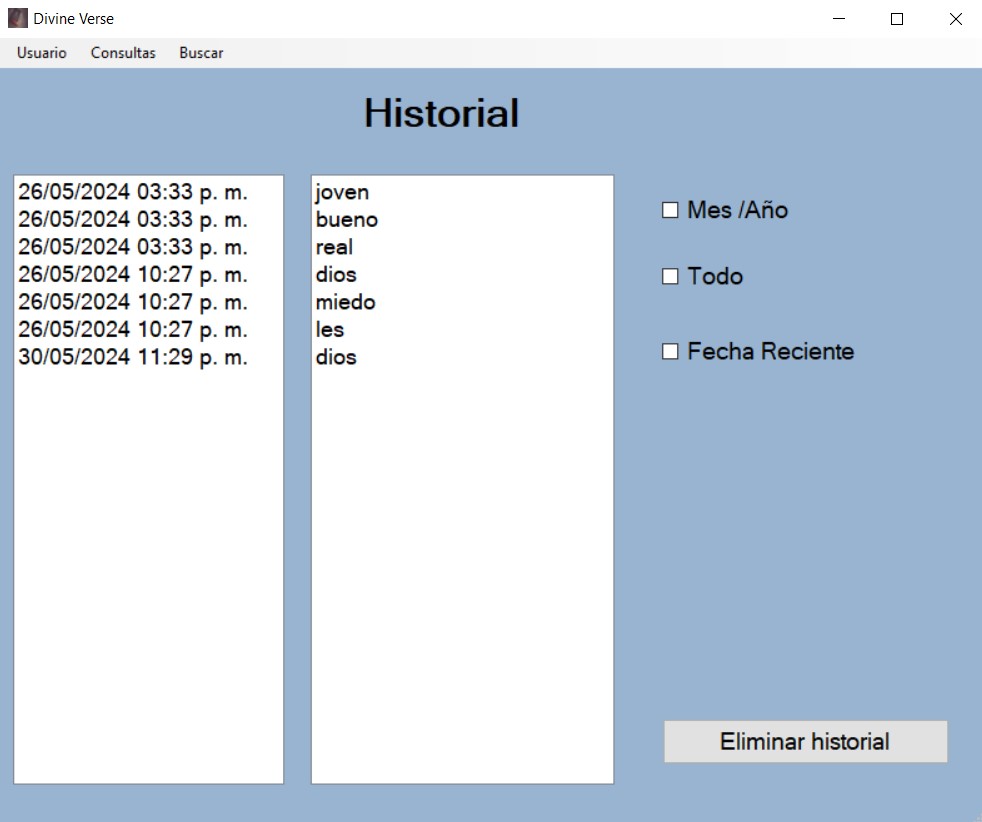 Divine Verse
Usuario Consultas Buscar
Historial
26/05/2024 03:33 p. m. joven
26/05/2024 03:33 p. m. bueno
26/05/2024 03:33 p. m. real
26/05/2024 10:27 p. m. dios
26/05/2024 10:27 p. m. miedo
26/05/2024 10:27 p. m. les
30/05/2024 11:29 p. m. dios
Mes /Año
Todo
Fecha Reciente
Eliminar historial